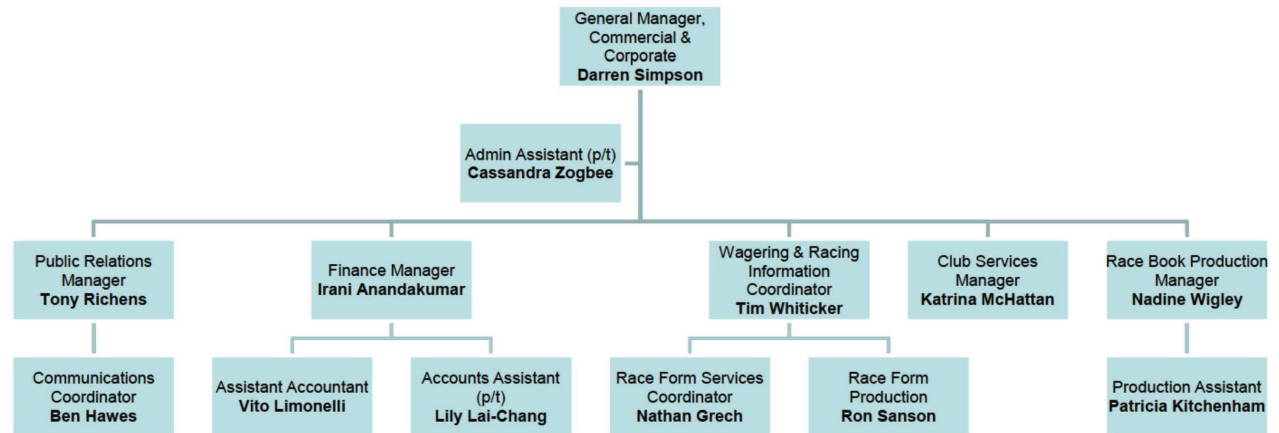 General Manager,
Commercial &
Corporate
Darren Simpson
Admin Assistant (p/t)
Cassandra Zogbee
Public Relations
Manager
Tony Richens
Finance Manager
Irani Anandakumar
Wagering & Racing
Information
Coordinator
Tim Whiticker
Club Services
Manager
Katrina McHattan
Race Book Production
Manager
Nadine Wigley
Communications
Coordinator
Ben Hawes
Assistant Accountant
Vito Limonelli
Accounts Assistant
(p/t)
Lily Lai-Chang
Race Form Services
Coordinator
Nathan Grech
Race Form
Production
Ron Sanson
Production Assistant
Patricia Kitchenham